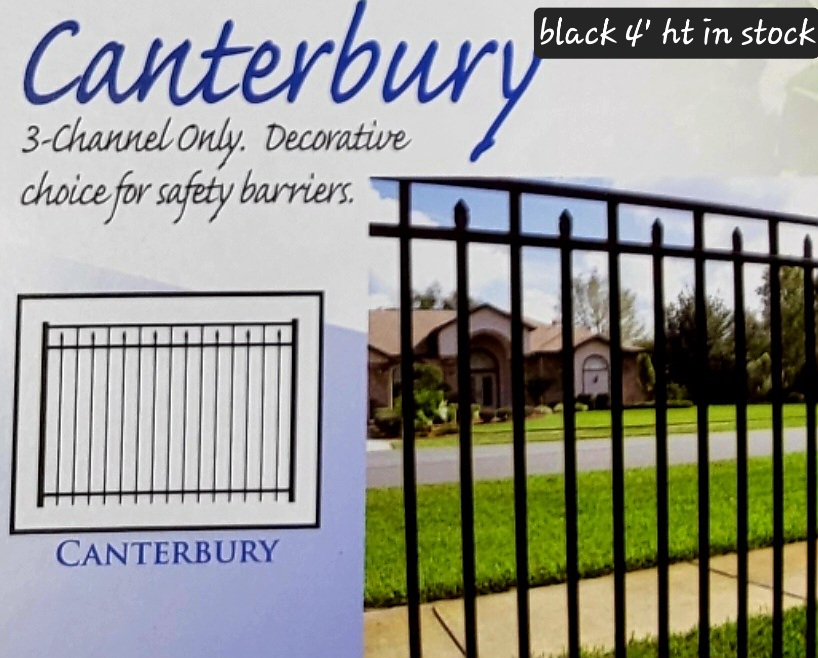 black 4' ht in stock
Canterbury
3-Channel Only. Decorative
choice for safety barriers.
CANTERBURY